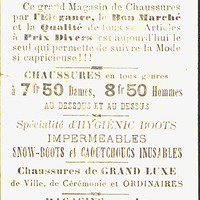 Ce grand Magasin de Chaussures
par l'Elégance, le Bon Marché
et la Qualité de tous ses Articles
à Prix Divers est aujourd'hui le
seul qui permette de suivre la Mode
si capricieuse!!!
CHAUSSURES en tous genres
à 7fr50 Dames, 8fr50 Hommes
AU DESSOUS ET AU DESSUS
Spécialité d'HYGIÉNIC BOOTS
IMPERMÉABLES
SNOW-BOOTS et CAOUTCHOUCS INUSABLES
Chaussures de GRAND LUXE
de Ville, de Cérémonie et ORDINAIRES